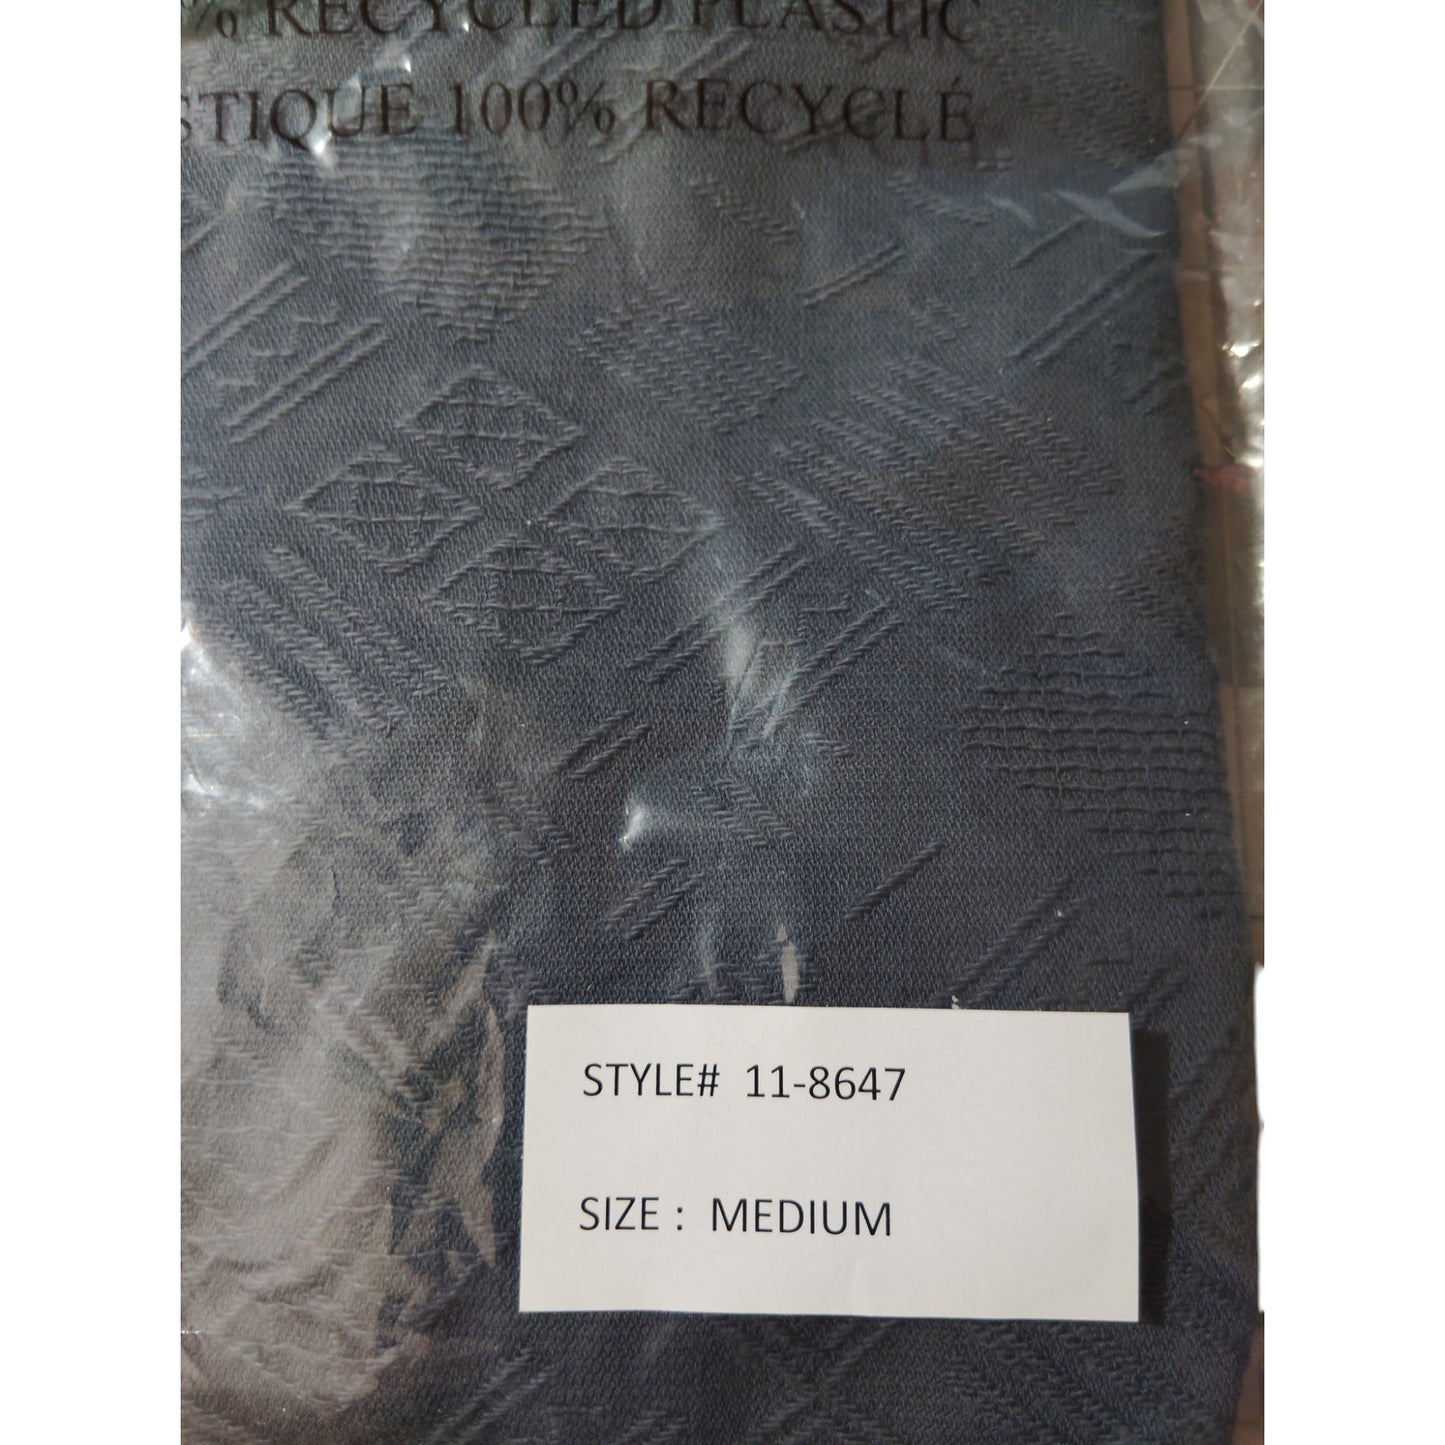 % RECYCLED PLASTIC
STIQUE 100% RECYCLÉ
STYLE# 11-8647
SIZE : MEDIUM